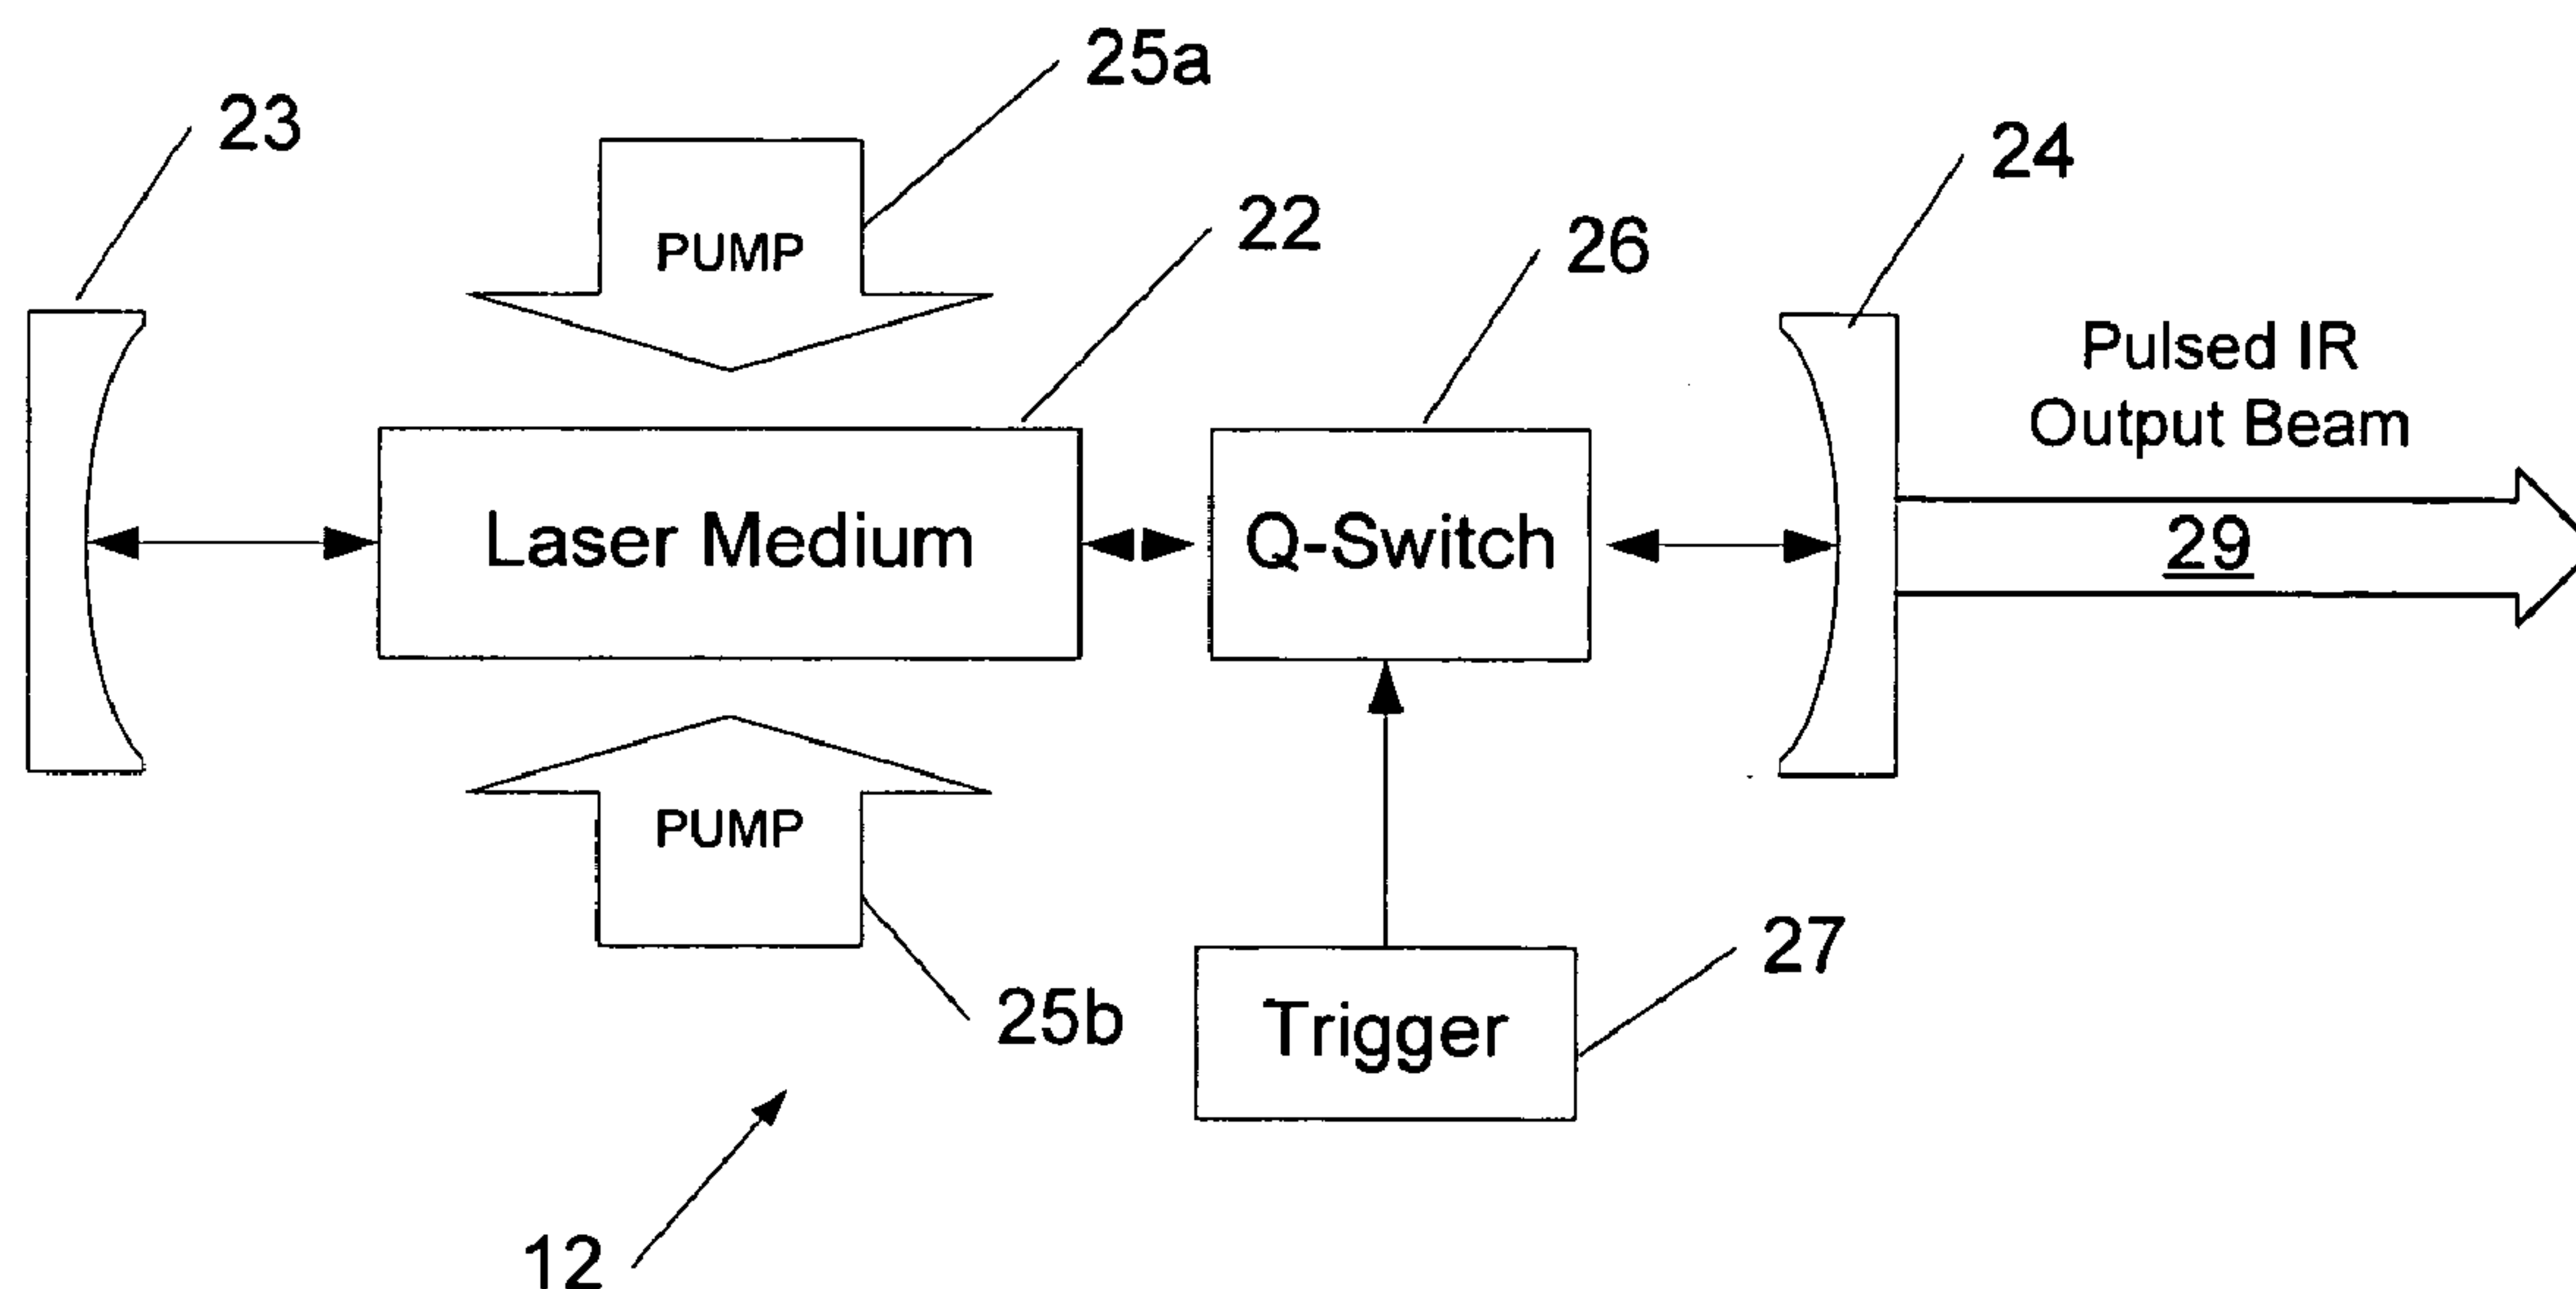 25a
23
24
PUMP
22
26
Pulsed IR
Output Beam
Laser Medium
Q-Switch
29
PUMP
27
25b
Trigger
12